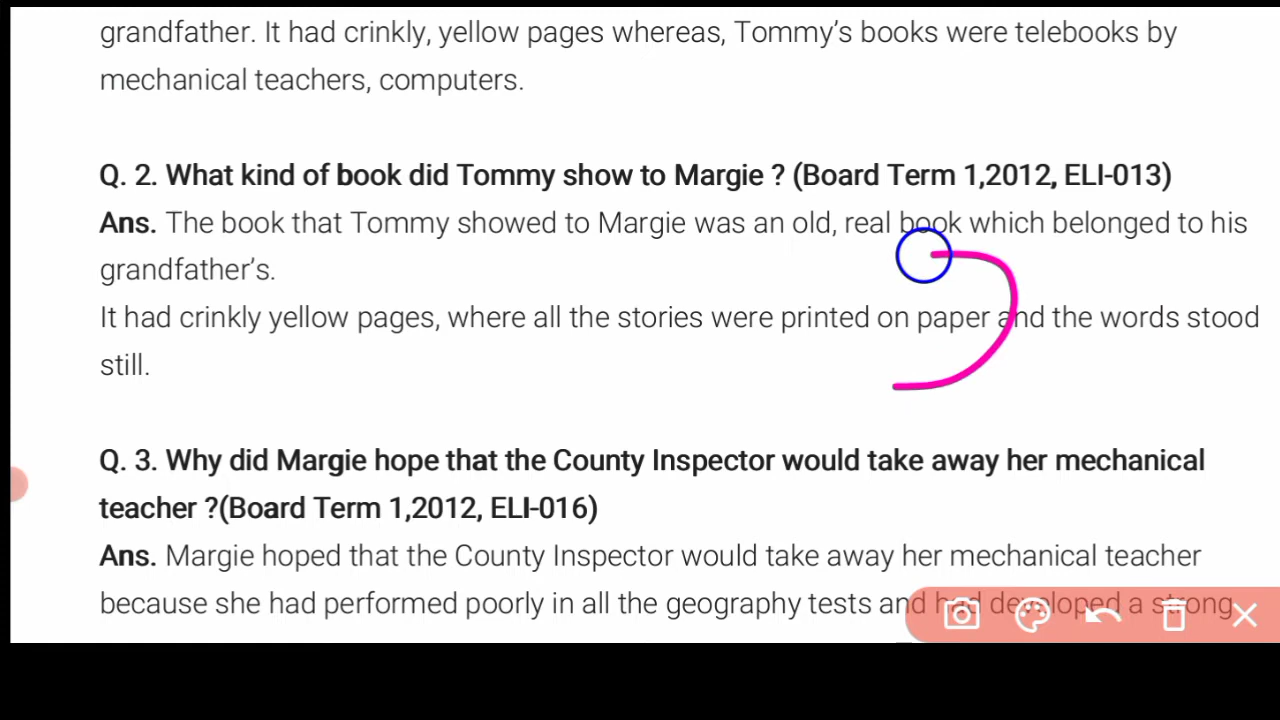 grandfather. It had crinkly, yellow pages whereas, Tommy's books were telebooks by
mechanical teachers, computers.
Q. 2. What kind of book did Tommy show to Margie ? (Board Term 1,2012, ELI-013)
Ans. The book that Tommy showed to Margie was an old, real book which belonged to his
grandfather's.
It had crinkly yellow pages, where all the stories were printed on paper and the words stood
still.
Q. 3. Why did Margie hope that the County Inspector would take away her mechanical
teacher ?(Board Term 1,2012, ELI-016)
Ans. Margie hoped that the County Inspector would take away her mechanical teacher
because she had performed poorly in all the geography tests and had developed a strong